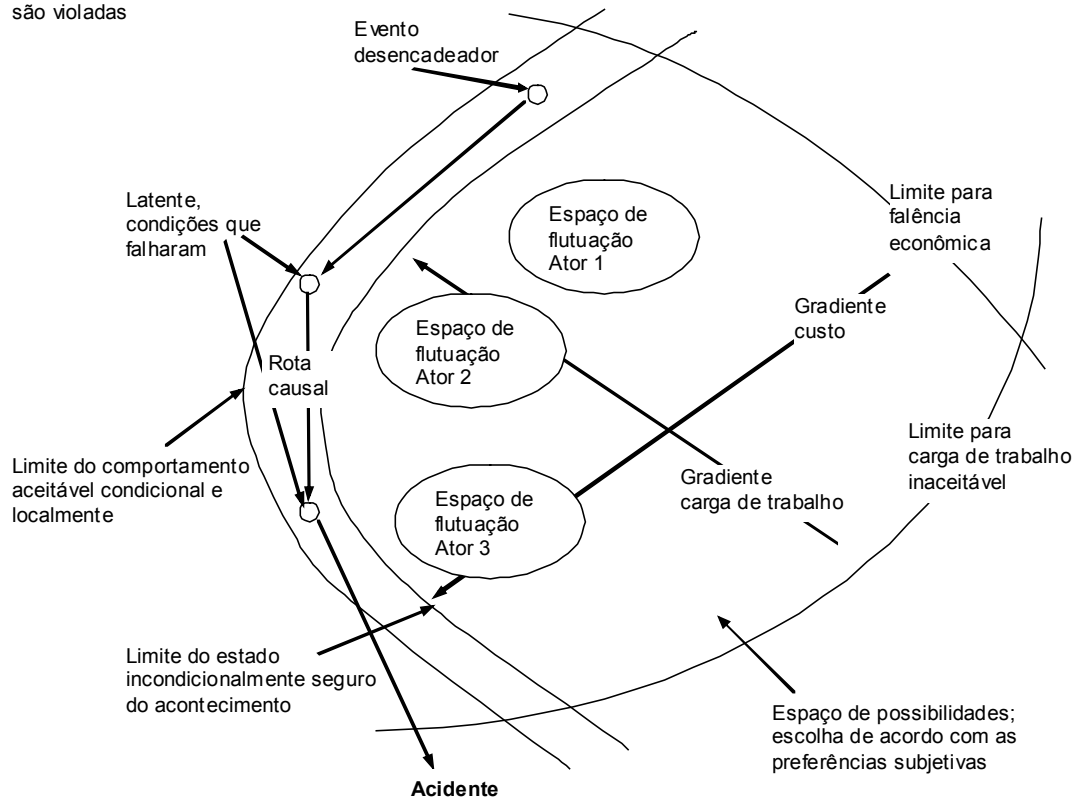 são violadas
Evento
desencadeador
Latente,
condições que
falharam
Espaço de
flutuação
Ator 1
Limite para
falência
econômica
Espaço de
flutuação
Ator 2
Gradiente
custo
Rota
causal
Limite do comportamento
aceitável condicional e
localmente
Limite para
carga de trabalho
inaceitável
Gradiente
carga de trabalho
Espaço de
flutuação
Ator 3
Limite do estado
incondicionalmente seguro
do acontecimento
Espaço de possibilidades;
escolha de acordo com as
preferências subjetivas
Acidente